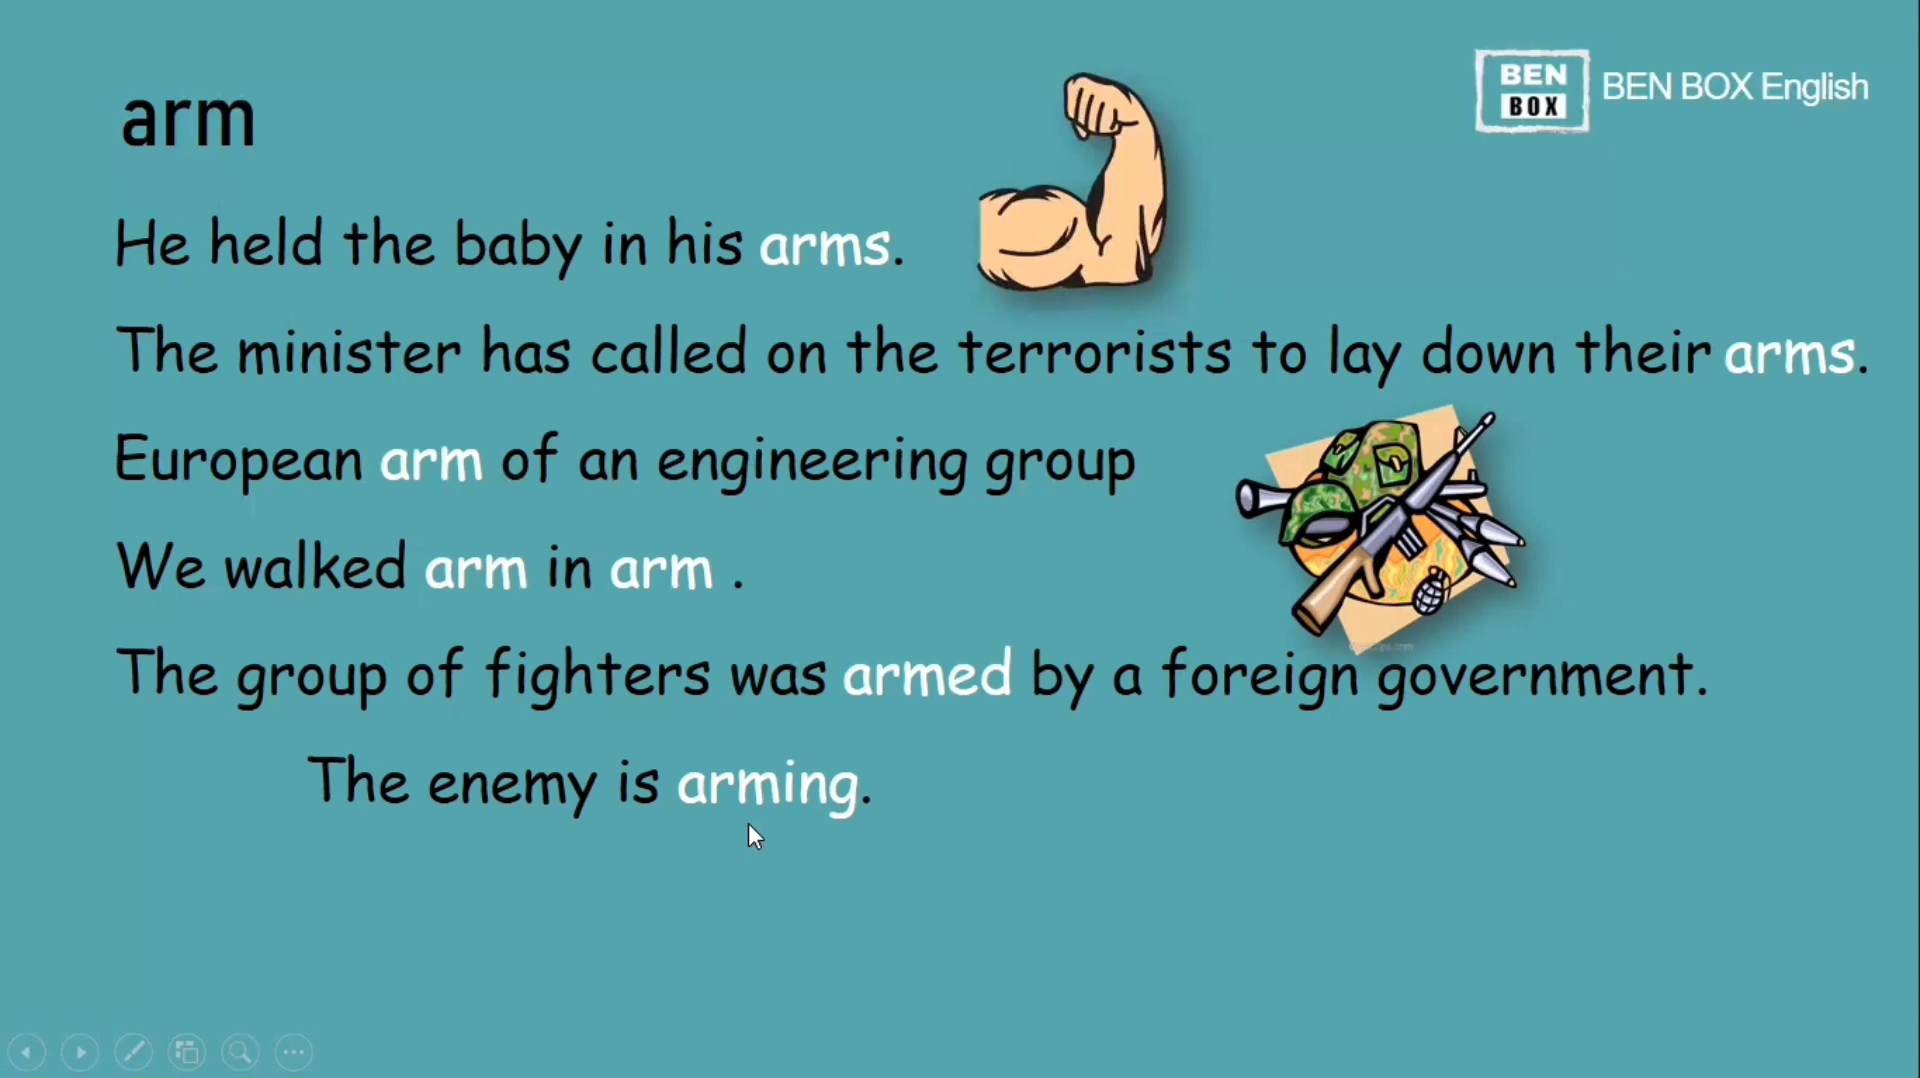 arm
BEN
BOX
BEN BOX English
He held the baby in his arms.
The minister has called on the terrorists to lay down their arms.
European arm of an engineering group
We walked arm in arm .
The group of fighters was armed by a foreign government.
The enemy is arming.